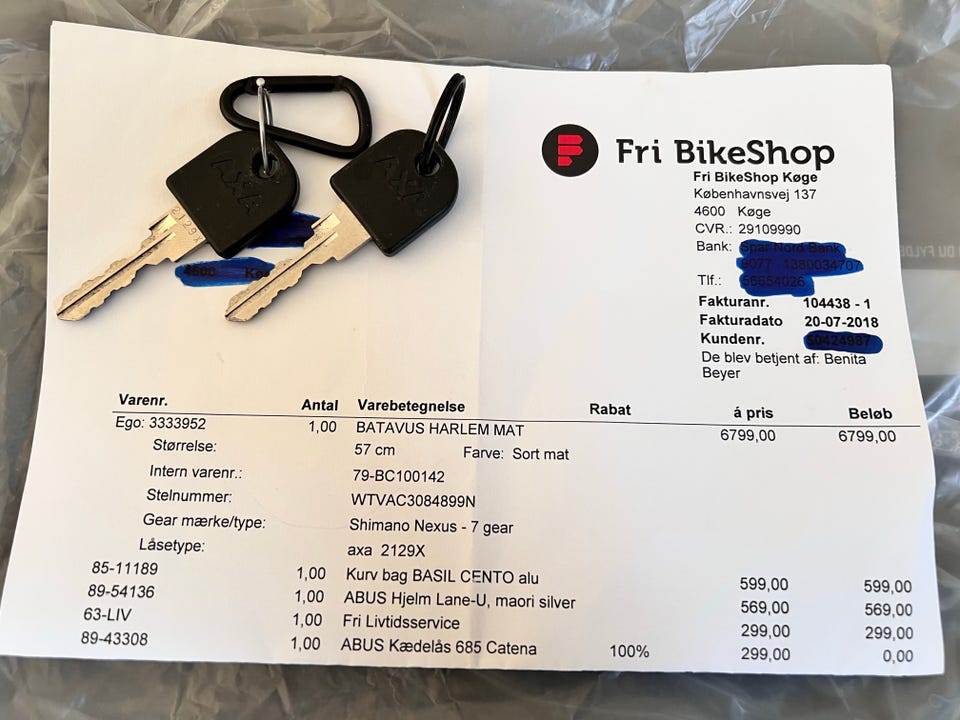 AXA
AXA
2129X
Fri BikeShop
Fri BikeShop Køge
Københavnsvej 137
4600 Køge
CVR.: 29109990
Bank:
Tlf.:
Fakturanr. 104438 - 1
Fakturadato 20-07-2018
Kundenr.
De blev betjent af: Benita
Beyer
4600
Varenr. Antal Varebetegnelse Rabat á pris Beløb
Ego: 3333952 1,00 BATAVUS HARLEM MAT 6799,00 6799,00
Størrelse: 57 cm Farve: Sort mat
Intern varenr.: 79-BC100142
Stelnummer: WTVAC3084899N
Gear mærke/type: Shimano Nexus - 7 gear
Låsetype: axa 2129X
85-11189 1,00 Kurv bag BASIL CENTO alu 599,00 599,00
89-54136 1,00 ABUS Hjelm Lane-U, maori silver 569,00 569,00
63-LIV 1,00 Fri Livtidsservice 299,00 299,00
89-43308 1,00 ABUS Kædelås 685 Catena 100% 299,00 0,00